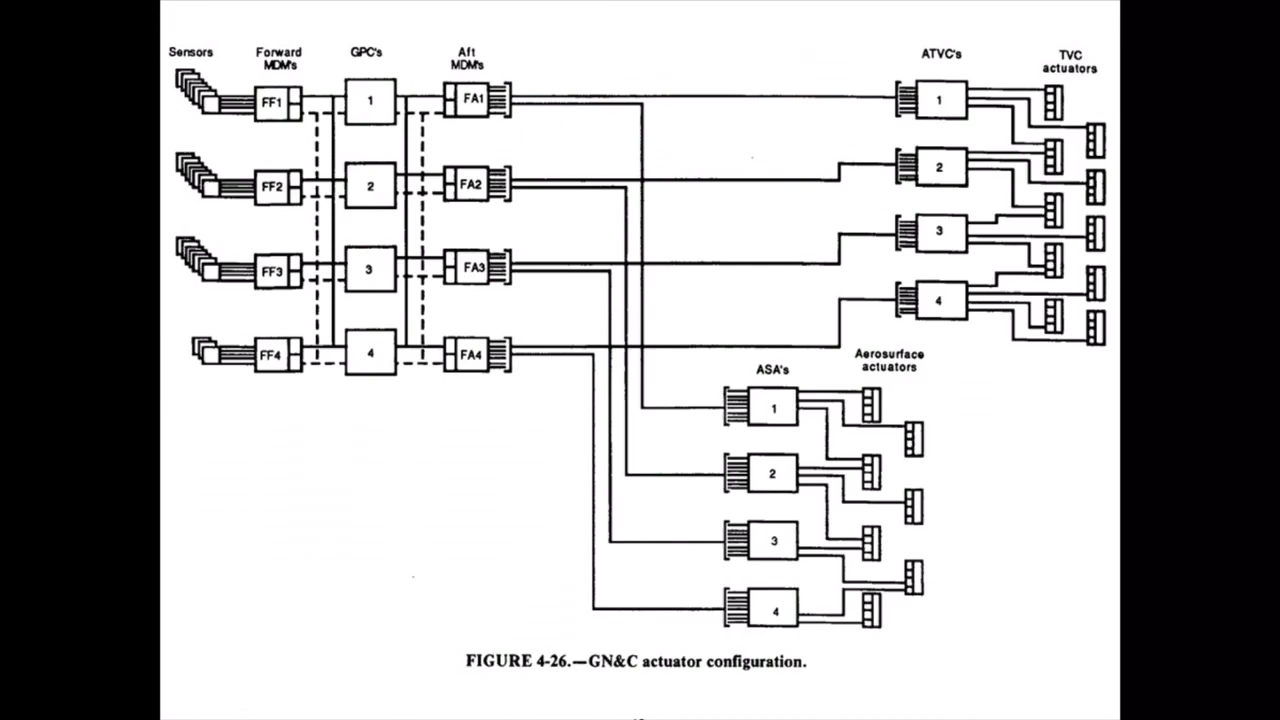 Sensors
Forward
MDM's
GPC's
Aft
MDM's
ATVC's
TVC
actuators
FF1
1
FA1
1
FF2
2
FA2
2
FF3
3
FA3
3
FF4
4
FA4
4
ASA's
Aerosurface
actuators
1
2
3
4
FIGURE 4-26.—GN&C actuator configuration.